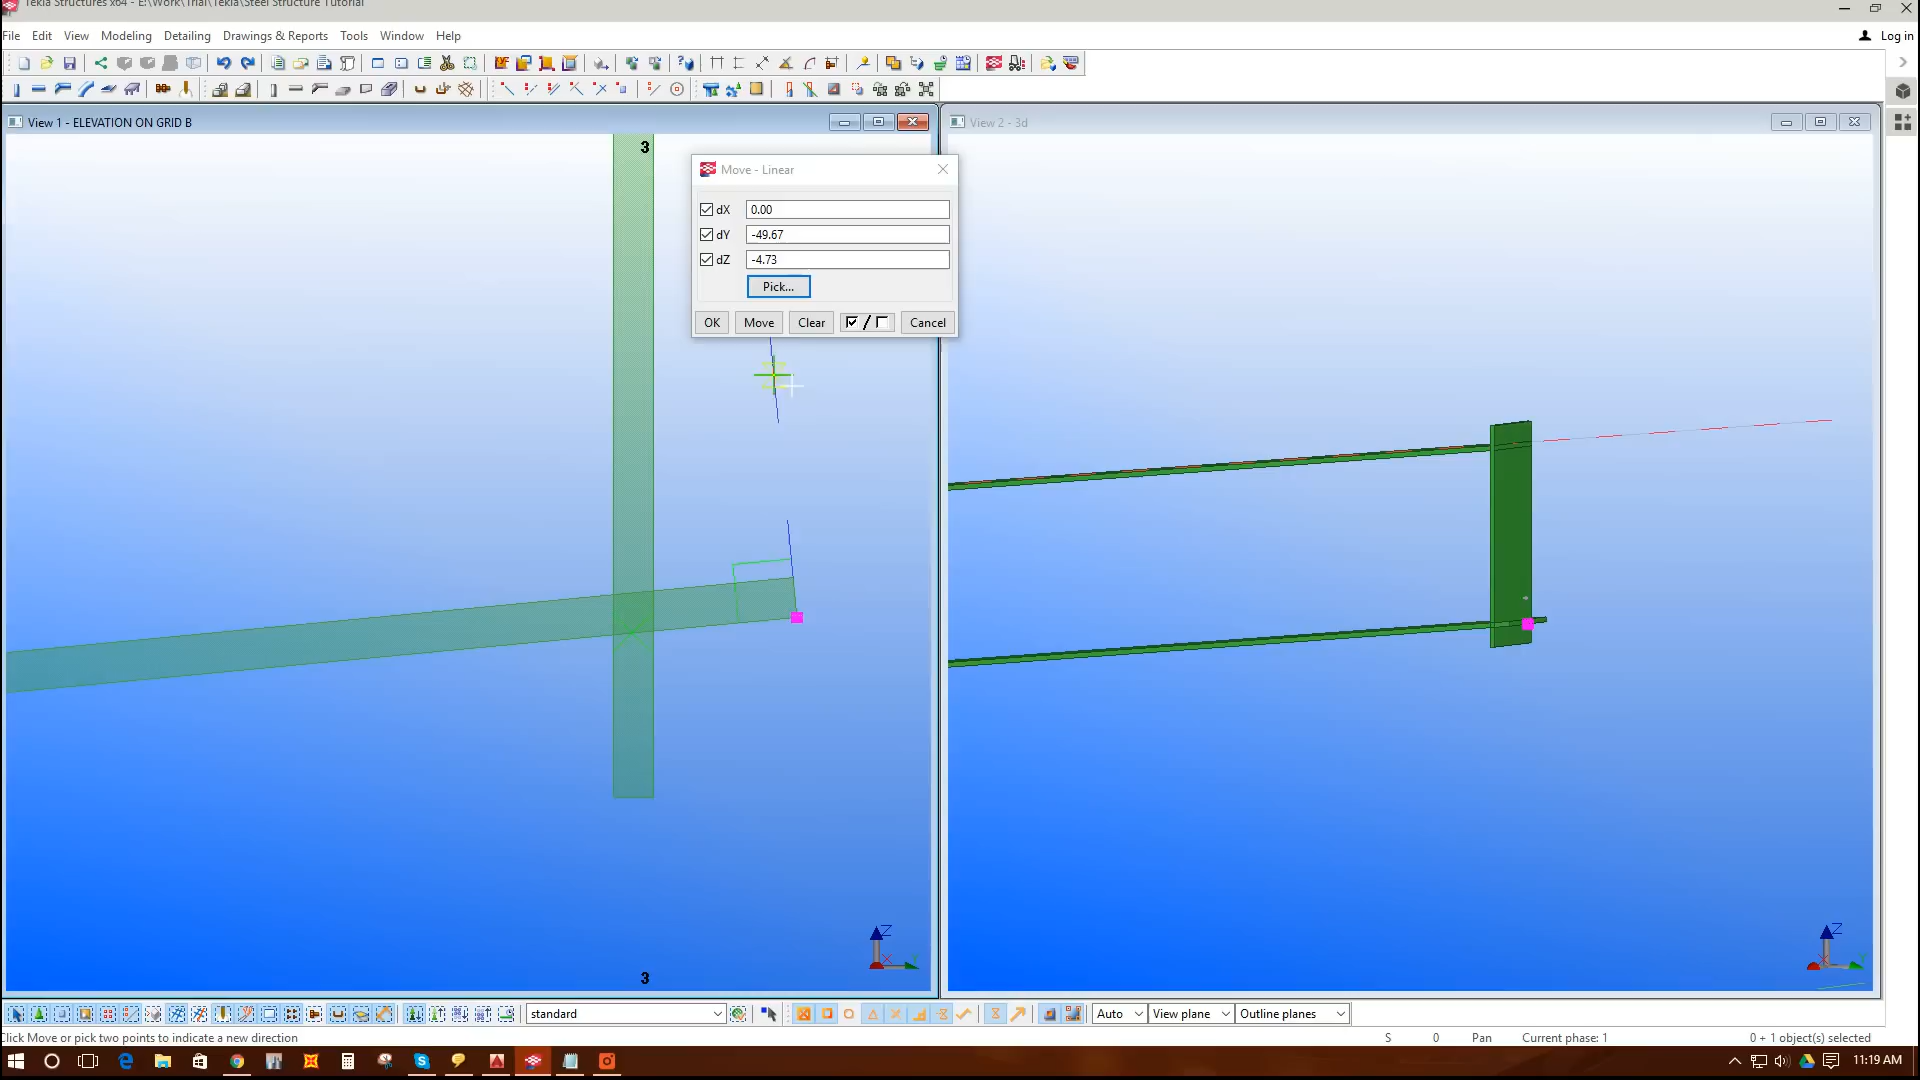 Tekla Structures x64 - E:\Work\Trial\Tekla\Steel Structure Tutorial
File Edit View Modeling Detailing Drawings & Reports Tools Window Help
Log in
View 1 - ELEVATION ON GRID B
View 2 - 3d
3
Move - Linear
dX 0.00
dY -49.67
dZ -4.73
Pick...
OK Move Clear / Cancel
Z
X
Z
X
Y
3
standard
Auto View plane Outline planes
Click Move or pick two points to indicate a new direction
S 0 Pan Current phase: 1 0 + 1 object(s) selected
11:19 AM